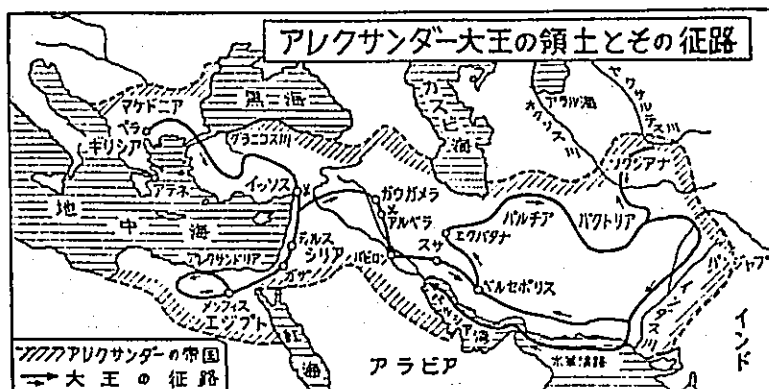 アレクサンダー大王の領土とその征路
マケドニア
ペラ
ギリシア
アテネ
黒海
グラニコス川
カスピ海
アラル海
オクソス川
ヤクサルテス川
ソグジアナ
地中海
イッソス
ガウガメラ
アルベラ
エクバタナ
パルチア
バクトリア
パンジャブ
アレクサンドリア
ティルス
シリア
ガザ
バビロン
スサ
ペルセポリス
インダス川
インド
メンフィス
エジプト
紅海
ペルシア湾
アラビア
アレクサンダーの帝国
大王の征路